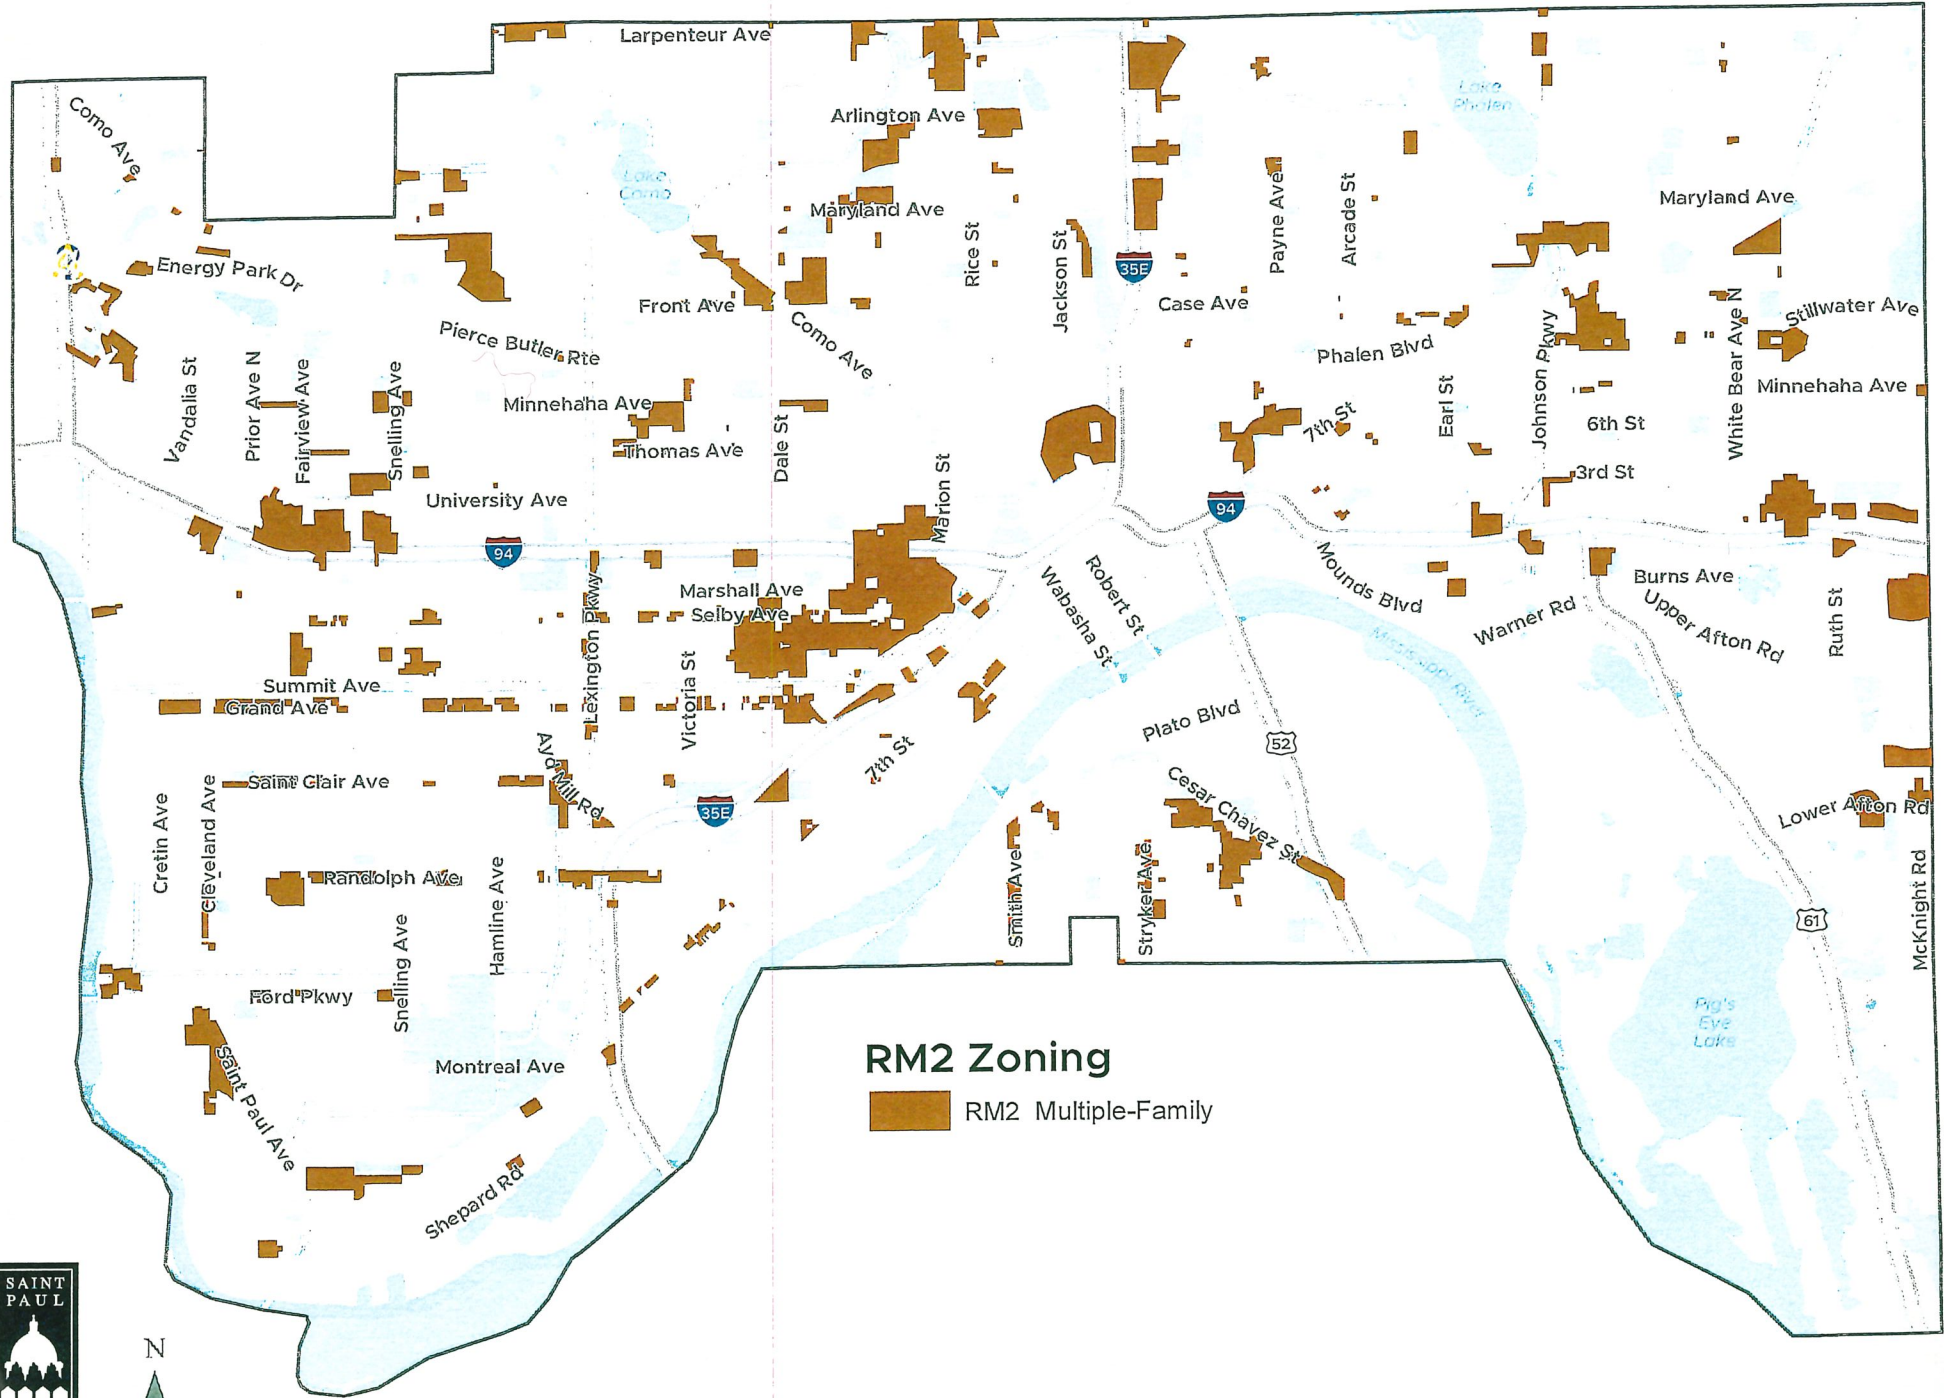 Larpenteur Ave
Como Ave
Lake
Phalen
Arlington Ave
Lake
Como
Maryland Ave
Maryland Ave
Payne Ave
Arcade St
Rice St
Jackson St
35E
Energy Park Dr
Front Ave
Case Ave
Stillwater Ave
Pierce Butler Rte
Como Ave
Phalen Blvd
Johnson Pkwy
White Bear Ave N
Vandalia St
Prior Ave N
Fairview Ave
Snelling Ave
Minnehaha Ave
Minnehaha Ave
Earl St
7th St
6th St
Thomas Ave
Dale St
Marion St
3rd St
University Ave
94
94
Marshall Ave
Selby Ave
Lexington Pkwy
Wabasha St
Robert St
Mounds Blvd
Burns Ave
Warner Rd
Upper Afton Rd
Ruth St
Mississippi River
Summit Ave
Grand Ave
Victoria St
Plato Blvd
52
7th St
Ayd Mill Rd
Saint Clair Ave
35E
Cesar Chavez St
Lower Afton Rd
Cretin Ave
Cleveland Ave
Randolph Ave
Hamline Ave
Smith Ave
Stryker Ave
McKnight Rd
61
Snelling Ave
Ford Pkwy
Pig's
Eye
Lake
Saint Paul Ave
Montreal Ave
RM2 Zoning
RM2 Multiple-Family
Shepard Rd
SAINT
PAUL
N